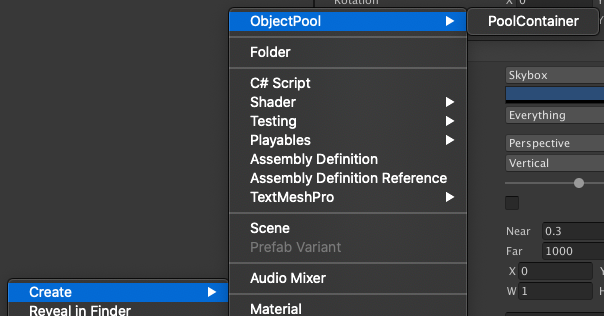 Rotation
X 0
Y
ObjectPool
PoolContainer
Folder
C# Script
Shader
Testing
Playables
Assembly Definition
Assembly Definition Reference
TextMeshPro
Scene
Prefab Variant
Audio Mixer
Material
Create
Reveal in Finder
Skybox
Everything
Perspective
Vertical
Near 0.3
Far 1000
X 0 Y
W 1 H